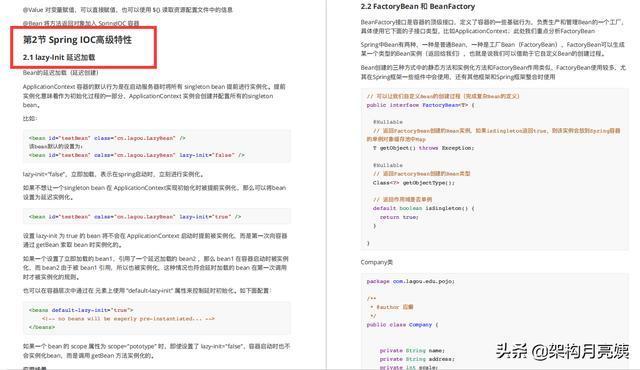 @Value 对变量赋值，可以直接赋值，也可以使用 ${} 读取资源配置文件中的信息
@Bean 将方法返回对象加入 SpringIOC 容器
第2节 Spring IOC高级特性
2.1 lazy-Init 延迟加载
Bean的延迟加载（延迟创建）
ApplicationContext 容器的默认行为是在启动服务器时将所有 singleton bean 提前进行实例化。提前
实例化意味着作为初始化过程的一部分，ApplicationContext 实例会创建并配置所有的singleton
bean。
比如：
<bean id="testBean" class="cn.lagou.LazyBean" />
该bean默认的设置为:
<bean id="testBean" calss="cn.lagou.LazyBean" lazy-init="false" />
lazy-init="false"，立即加载，表示在spring启动时，立刻进行实例化。
如果不想让一个singleton bean 在 ApplicationContext实现初始化时被提前实例化，那么可以将bean
设置为延迟实例化。
<bean id="testBean" calss="cn.lagou.LazyBean" lazy-init="true" />
设置 lazy-init 为 true 的 bean 将不会在 ApplicationContext 启动时提前被实例化，而是第一次向容器
通过 getBean 索取 bean 时实例化的。
如果一个设置了立即加载的 bean1，引用了一个延迟加载的 bean2，那么 bean1 在容器启动时被实例
化，而 bean2 由于被 bean1 引用，所以也被实例化，这种情况也符合延时加载的 bean 在第一次调用
时才被实例化的规则。
也可以在容器层次中通过在 元素上使用 "default-lazy-init" 属性来控制延时初始化。如下面配置：
<beans default-lazy-init="true">
<!-- no beans will be eagerly pre-instantiated... -->
</beans>
如果一个 bean 的 scope 属性为 scope="pototype" 时，即使设置了 lazy-init="false"，容器启动时也不
会实例化bean，而是调用 getBean 方法实例化的。
应用场景
2.2 FactoryBean 和 BeanFactory
BeanFactory接口是容器的顶级接口，定义了容器的一些基础行为，负责生产和管理Bean的一个工厂，
具体使用它下面的子接口类型，比如ApplicationContext；此处我们重点分析FactoryBean
Spring中Bean有两种，一种是普通Bean，一种是工厂Bean（FactoryBean），FactoryBean可以生成
某一个类型的Bean实例（返回给我们），也就是说我们可以借助于它自定义Bean的创建过程。
Bean创建的三种方式中的静态方法和实例化方法和FactoryBean作用类似，FactoryBean使用较多，尤
其在Spring框架一些组件中会使用，还有其他框架和Spring框架整合时使用
// 可以让我们自定义Bean的创建过程（完成复杂Bean的定义）
public interface FactoryBean<T> {
@Nullable
// 返回FactoryBean创建的Bean实例，如果isSingleton返回true，则该实例会放到Spring容器
的单例对象缓存池中Map
T getObject() throws Exception;
@Nullable
// 返回FactoryBean创建的Bean类型
Class<?> getObjectType();
// 返回作用域是否单例
default boolean isSingleton() {
return true;
}
}
Company类
package com.lagou.edu.pojo;
/**
* @author 应癫
*/
public class Company {
private String name;
private String address;
private int scale;
头条 @架构月亮姨